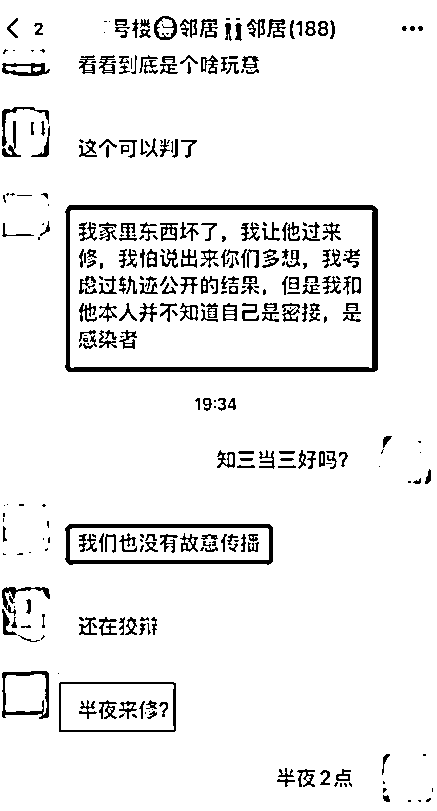 2
号楼 邻居 邻居(188)
看看到底是个啥玩意
这个可以判了
我家里东西坏了，我让他过来
修，我怕说出来你们多想，我考
虑过轨迹公开的结果，但是我和
他本人并不知道自己是密接，是
感染者
19:34
知三当三好吗?
我们也没有故意传播
还在狡辩
半夜来修?
半夜2点